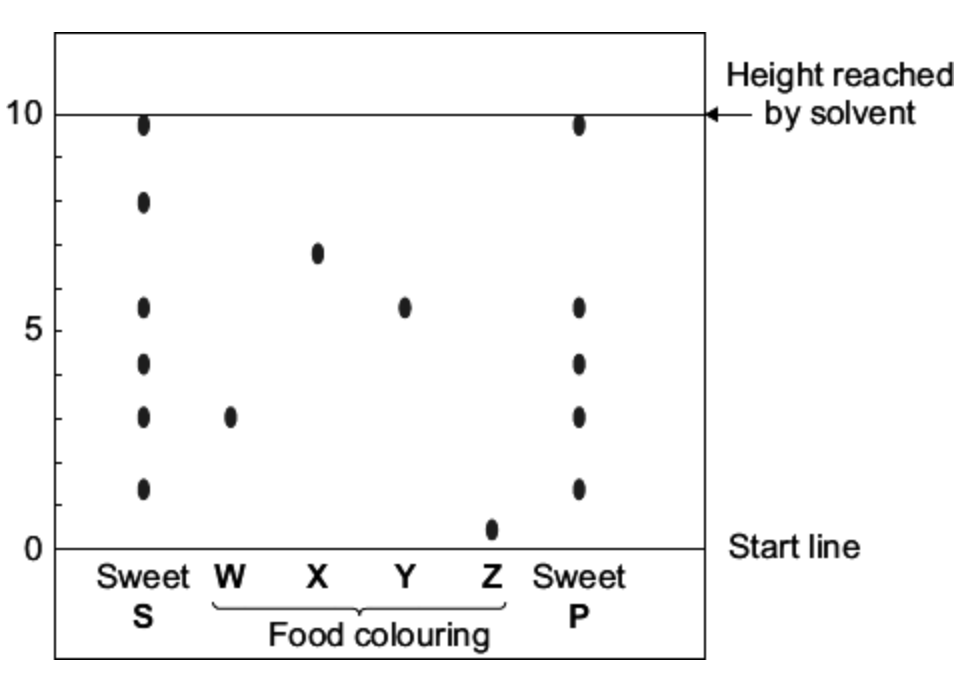 Height reached
by solvent
10
5
0
Start line
Sweet W X Y Z Sweet
S P
Food colouring